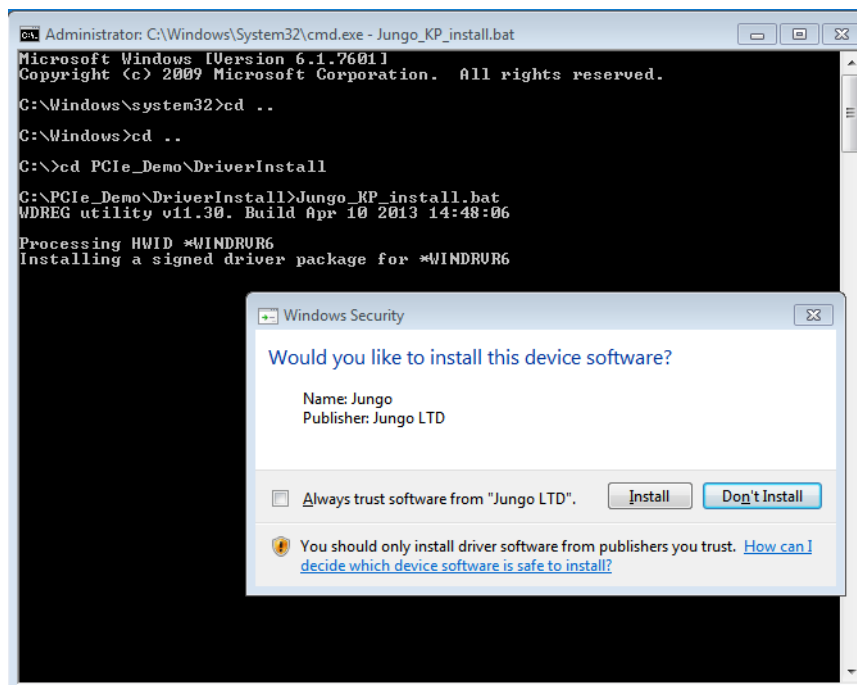 Administrator: C:\Windows\System32\cmd.exe - Jungo_KP_install.bat
Microsoft Windows [Version 6.1.7601]
Copyright (c) 2009 Microsoft Corporation.  All rights reserved.
C:\Windows\system32>cd ..
C:\Windows>cd ..
C:\>cd PCIe_Demo\DriverInstall
C:\PCIe_Demo\DriverInstall>Jungo_KP_install.bat
WDREG utility v11.30. Build Apr 10 2013 14:48:06
Processing HWID *WINDRVR6
Installing a signed driver package for *WINDRVR6
Windows Security
Would you like to install this device software?
Name: Jungo
Publisher: Jungo LTD
Always trust software from "Jungo LTD".
Install
Don't Install
You should only install driver software from publishers you trust. How can I
decide which device software is safe to install?